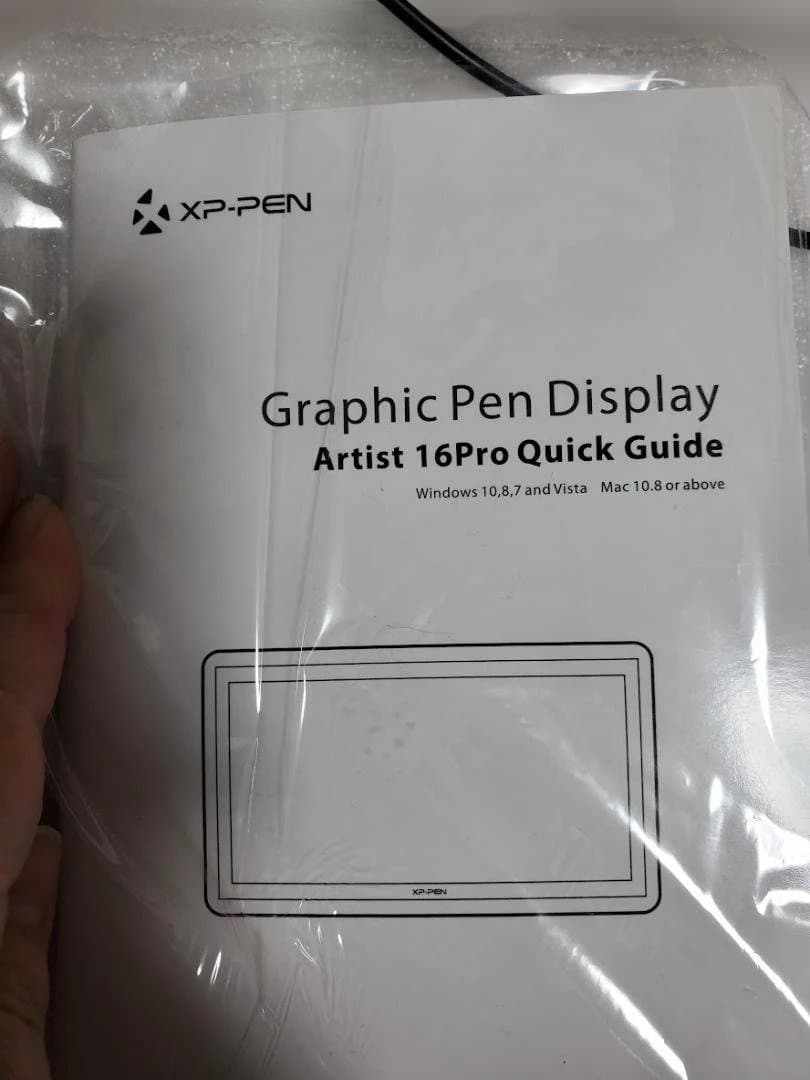 XP-PEN
Graphic Pen Display
Artist 16Pro Quick Guide
Windows 10,8,7 and Vista Mac 10.8 or above
XP-PEN